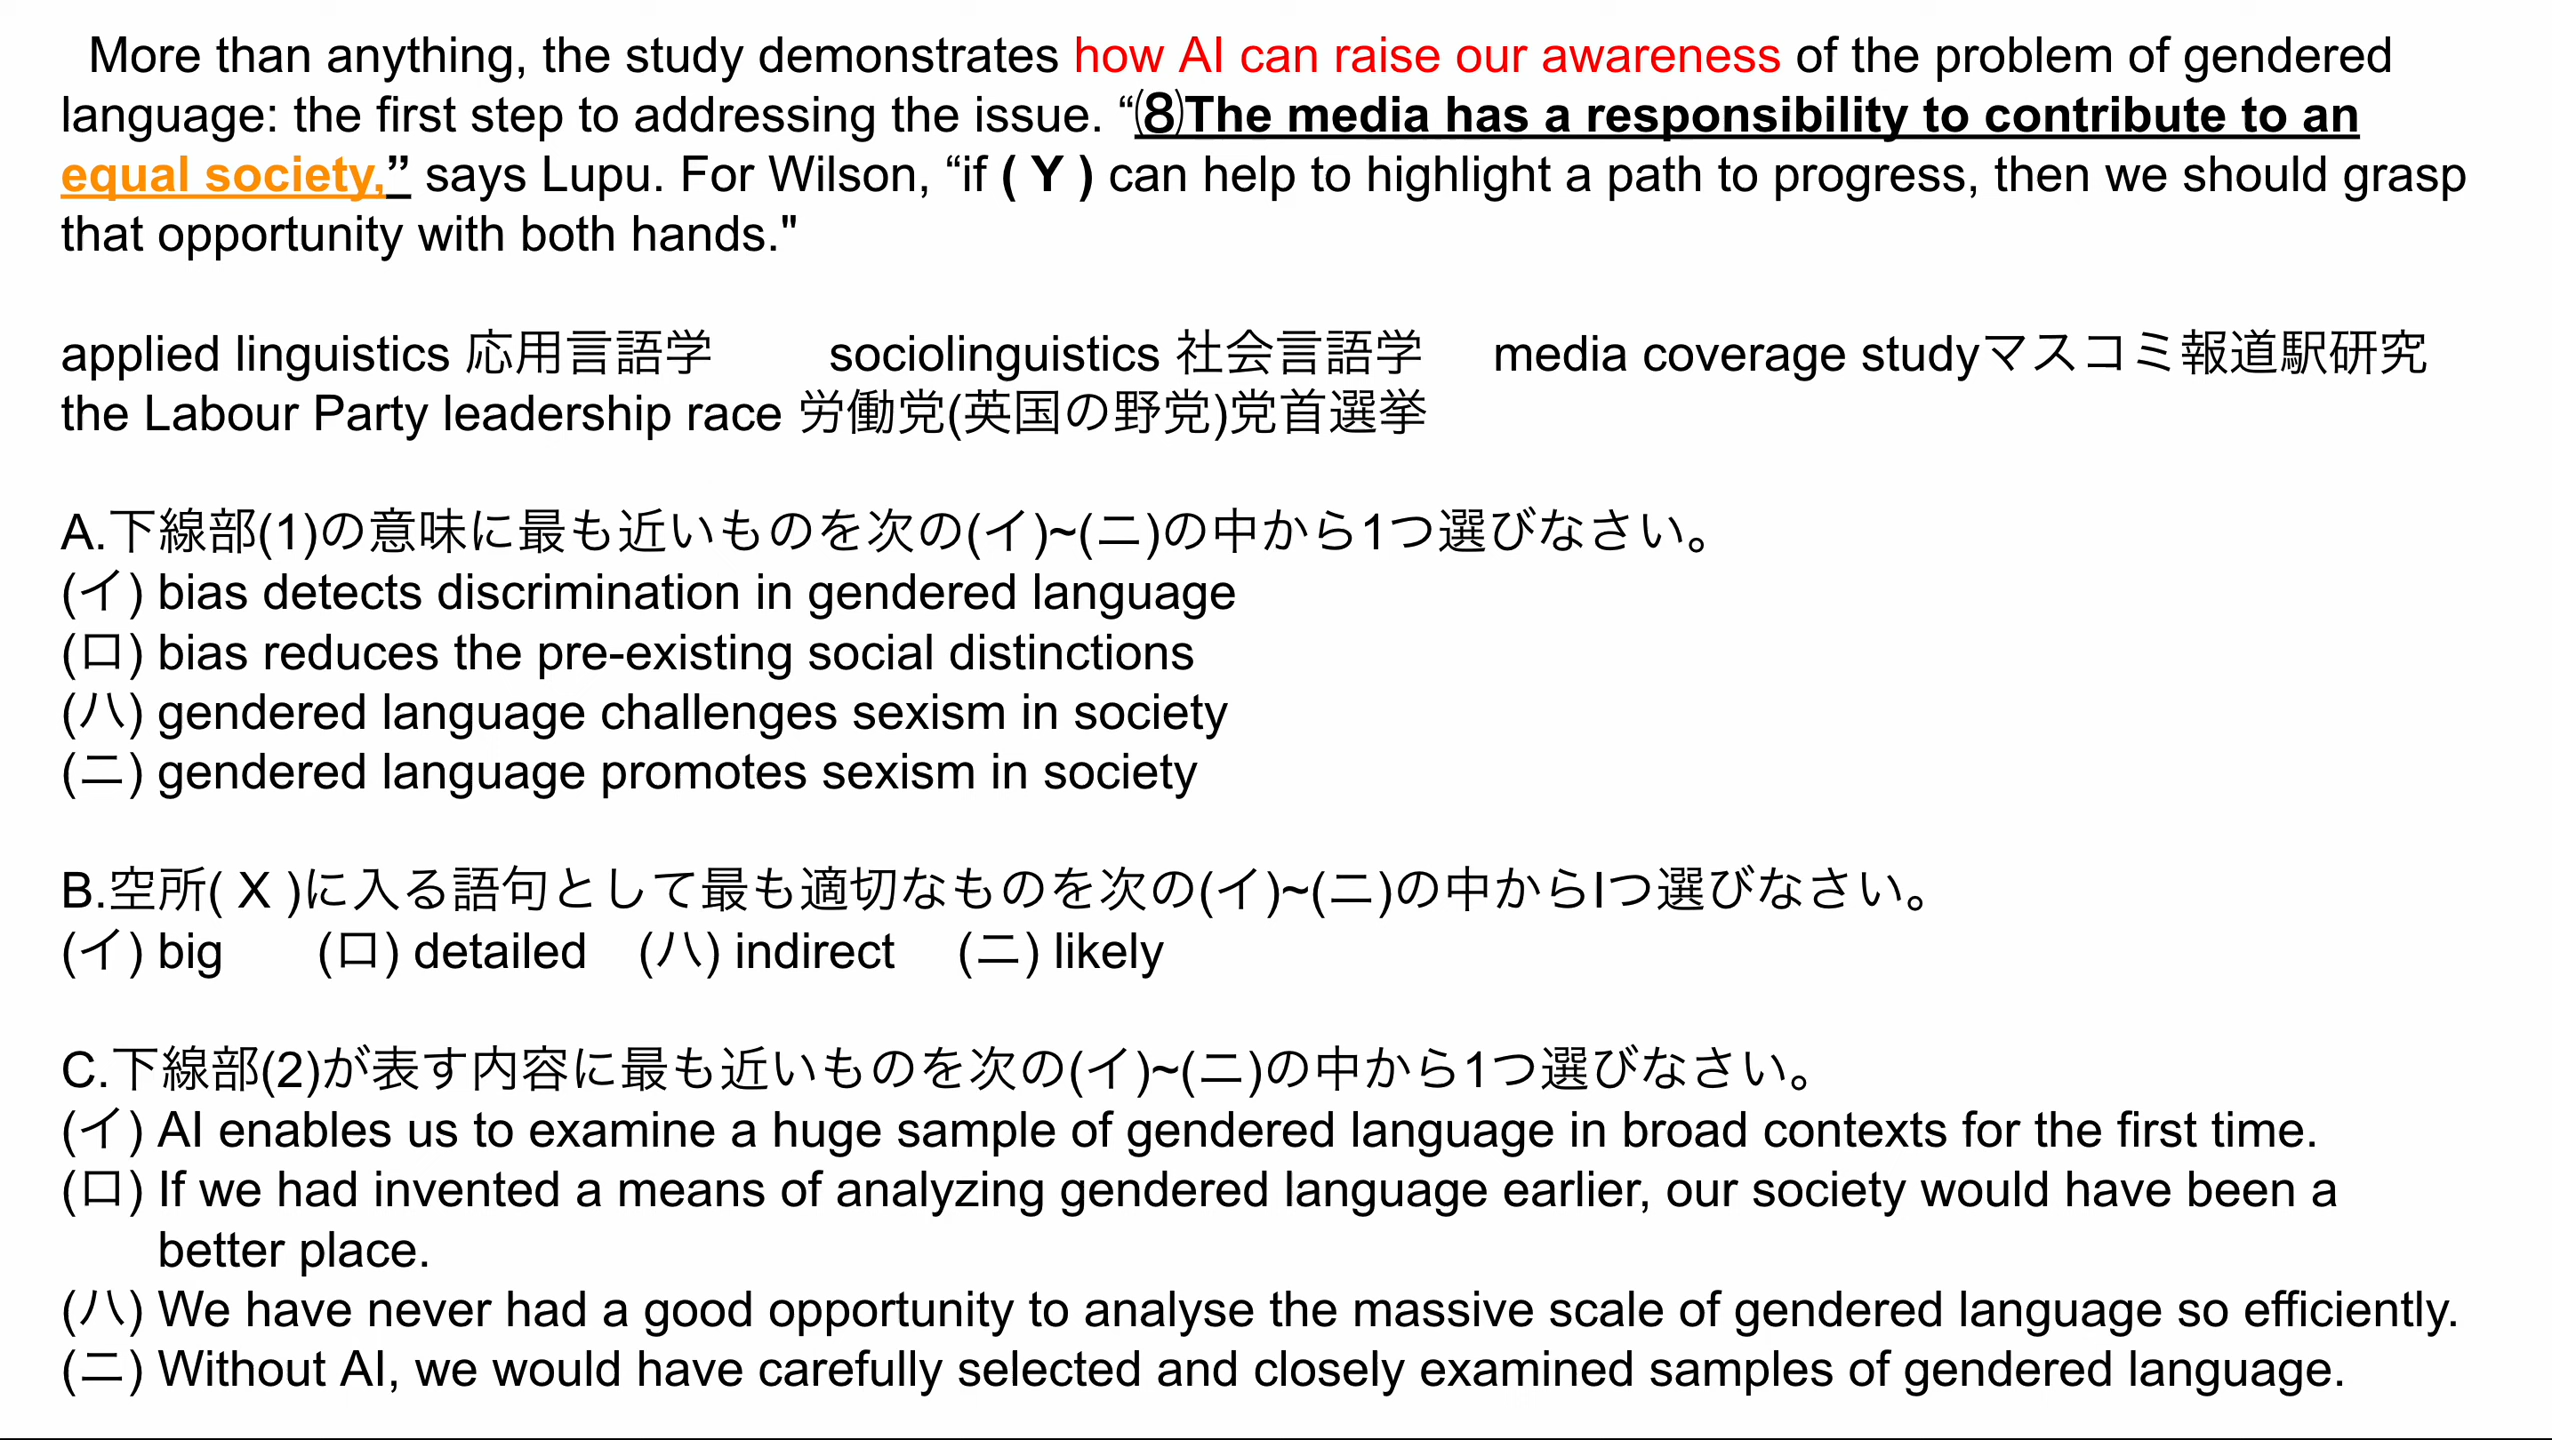 More than anything, the study demonstrates how AI can raise our awareness of the problem of gendered
language: the first step to addressing the issue. “⑻The media has a responsibility to contribute to an
equal society,” says Lupu. For Wilson, “if ( Y ) can help to highlight a path to progress, then we should grasp
that opportunity with both hands."
applied linguistics 応用言語学 sociolinguistics 社会言語学 media coverage studyマスコミ報道駅研究
the Labour Party leadership race 労働党(英国の野党)党首選挙
A.下線部(1)の意味に最も近いものを次の(イ)~(ニ)の中から1つ選びなさい。
(イ) bias detects discrimination in gendered language
(ロ) bias reduces the pre-existing social distinctions
(ハ) gendered language challenges sexism in society
(ニ) gendered language promotes sexism in society
B.空所( X )に入る語句として最も適切なものを次の(イ)~(ニ)の中からIつ選びなさい。
(イ) big (ロ) detailed (ハ) indirect (ニ) likely
C.下線部(2)が表す内容に最も近いものを次の(イ)~(ニ)の中から1つ選びなさい。
(イ) AI enables us to examine a huge sample of gendered language in broad contexts for the first time.
(ロ) If we had invented a means of analyzing gendered language earlier, our society would have been a
better place.
(ハ) We have never had a good opportunity to analyse the massive scale of gendered language so efficiently.
(ニ) Without AI, we would have carefully selected and closely examined samples of gendered language.